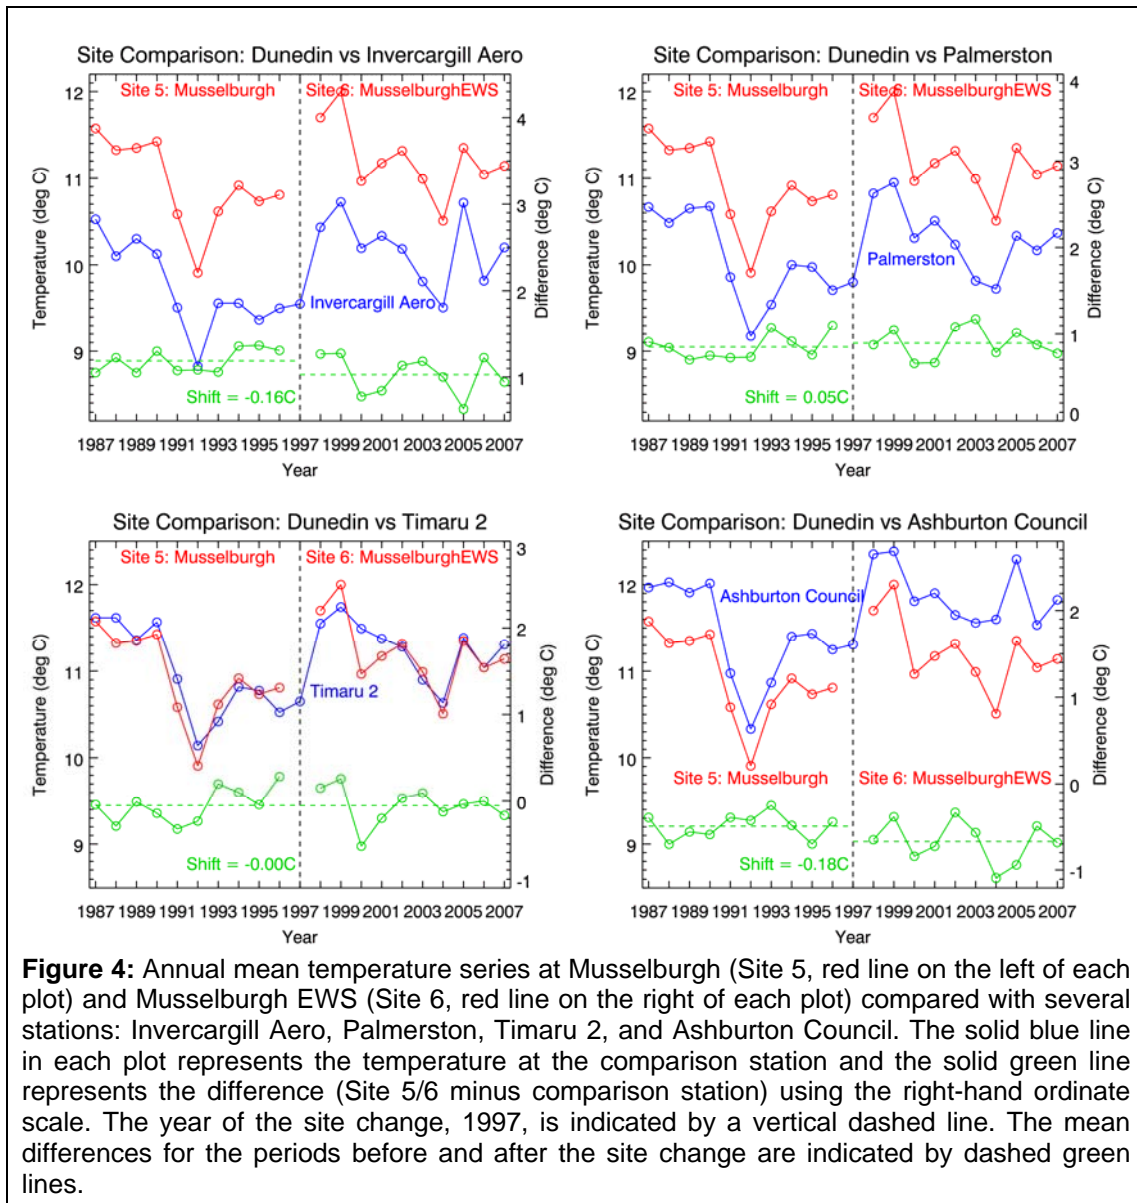 Site Comparison: Dunedin vs Invercargill Aero
Site 5: Musselburgh
Site 6: MusselburghEWS
12
11
10
9
Temperature (deg C)
4
3
2
1
Difference (deg C)
Invercargill Aero
Shift = -0.16C
1987 1989 1991 1993 1995 1997 1999 2001 2003 2005 2007
Year
Site Comparison: Dunedin vs Palmerston
Site 5: Musselburgh
Site 6: MusselburghEWS
12
11
10
9
Temperature (deg C)
4
3
2
1
0
Difference (deg C)
Palmerston
Shift = 0.05C
1987 1989 1991 1993 1995 1997 1999 2001 2003 2005 2007
Year
Site Comparison: Dunedin vs Timaru 2
Site 5: Musselburgh
Site 6: MusselburghEWS
12
11
10
9
Temperature (deg C)
3
2
1
0
-1
Difference (deg C)
Timaru 2
Shift = -0.00C
1987 1989 1991 1993 1995 1997 1999 2001 2003 2005 2007
Year
Site Comparison: Dunedin vs Ashburton Council
12
11
10
9
Temperature (deg C)
2
1
0
-1
Difference (deg C)
Ashburton Council
Site 5: Musselburgh
Site 6: MusselburghEWS
Shift = -0.18C
1987 1989 1991 1993 1995 1997 1999 2001 2003 2005 2007
Year
Figure 4: Annual mean temperature series at Musselburgh (Site 5, red line on the left of each
plot) and Musselburgh EWS (Site 6, red line on the right of each plot) compared with several
stations: Invercargill Aero, Palmerston, Timaru 2, and Ashburton Council. The solid blue line
in each plot represents the temperature at the comparison station and the solid green line
represents the difference (Site 5/6 minus comparison station) using the right-hand ordinate
scale. The year of the site change, 1997, is indicated by a vertical dashed line. The mean
differences for the periods before and after the site change are indicated by dashed green
lines.